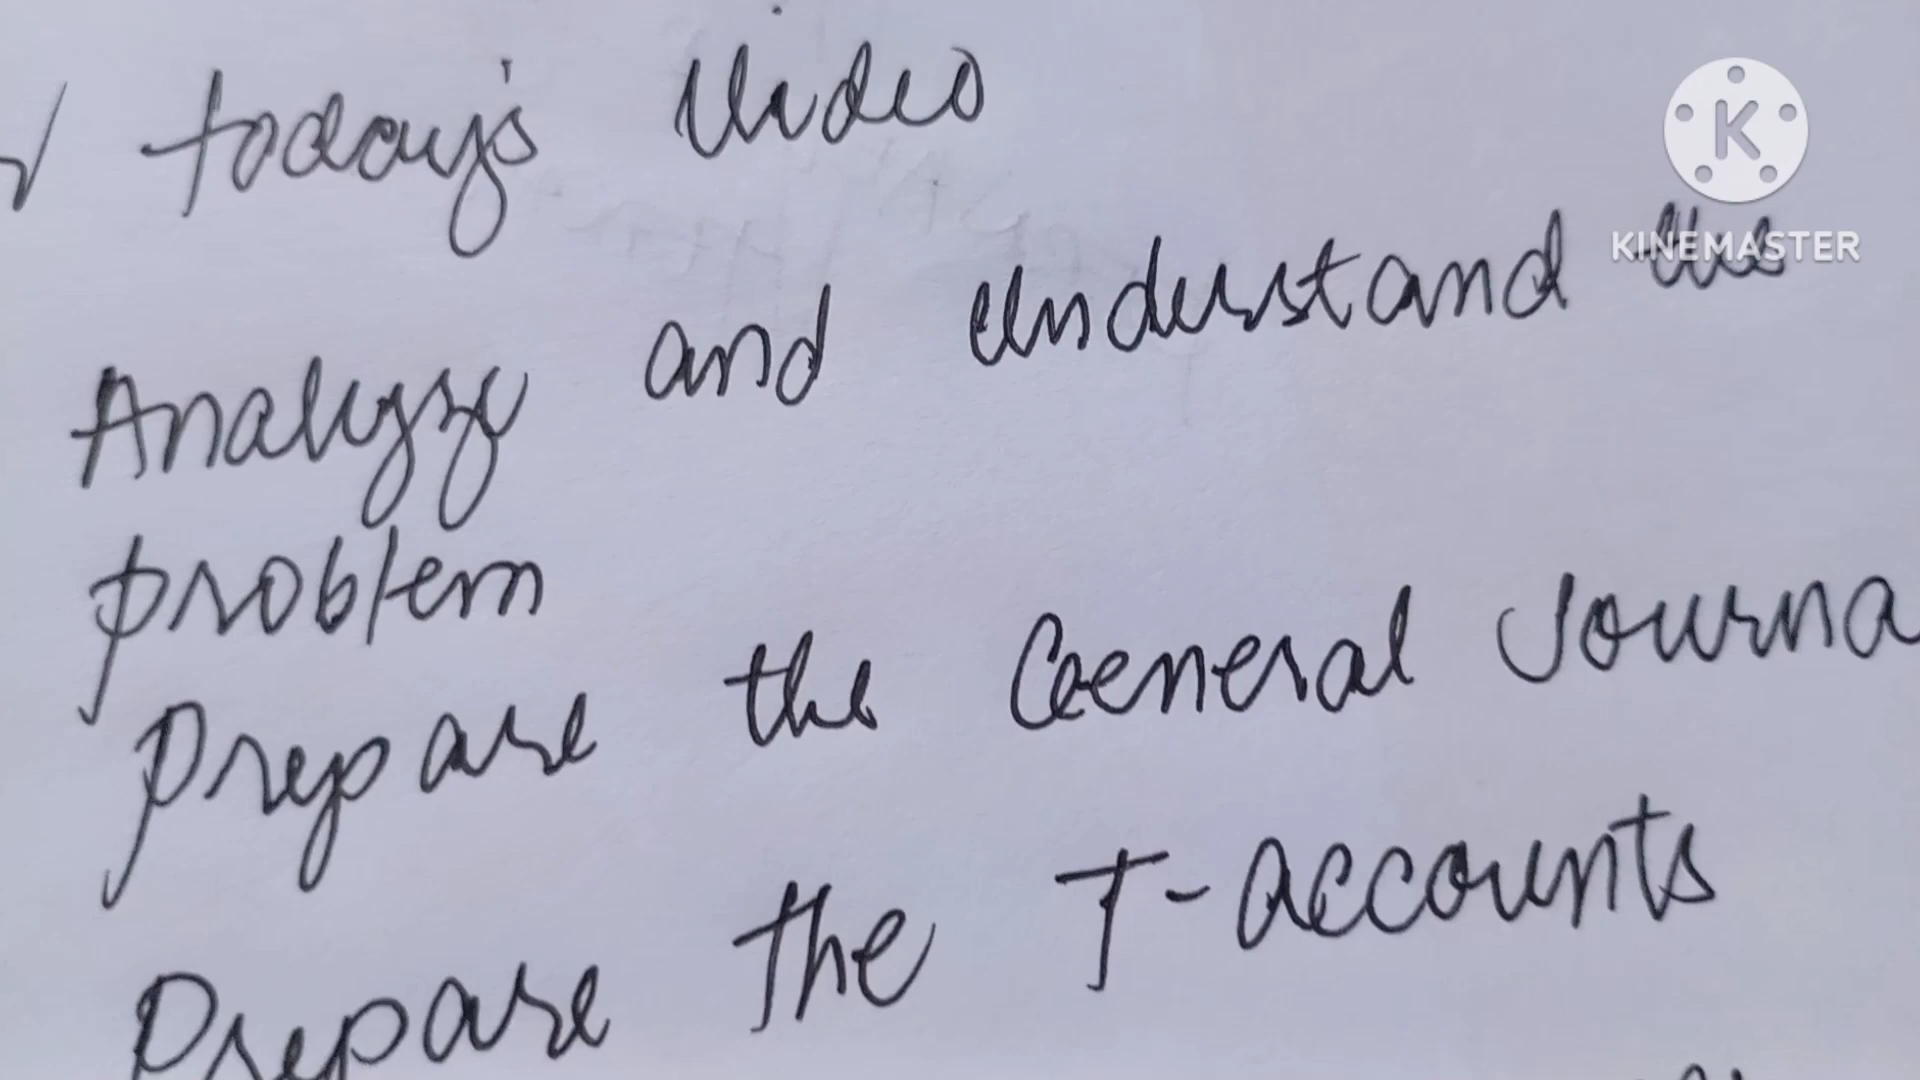 today's video
KINEMASTER
Analyze and understand the
problem
Prepare the General Journa
Prepare the T-accounts